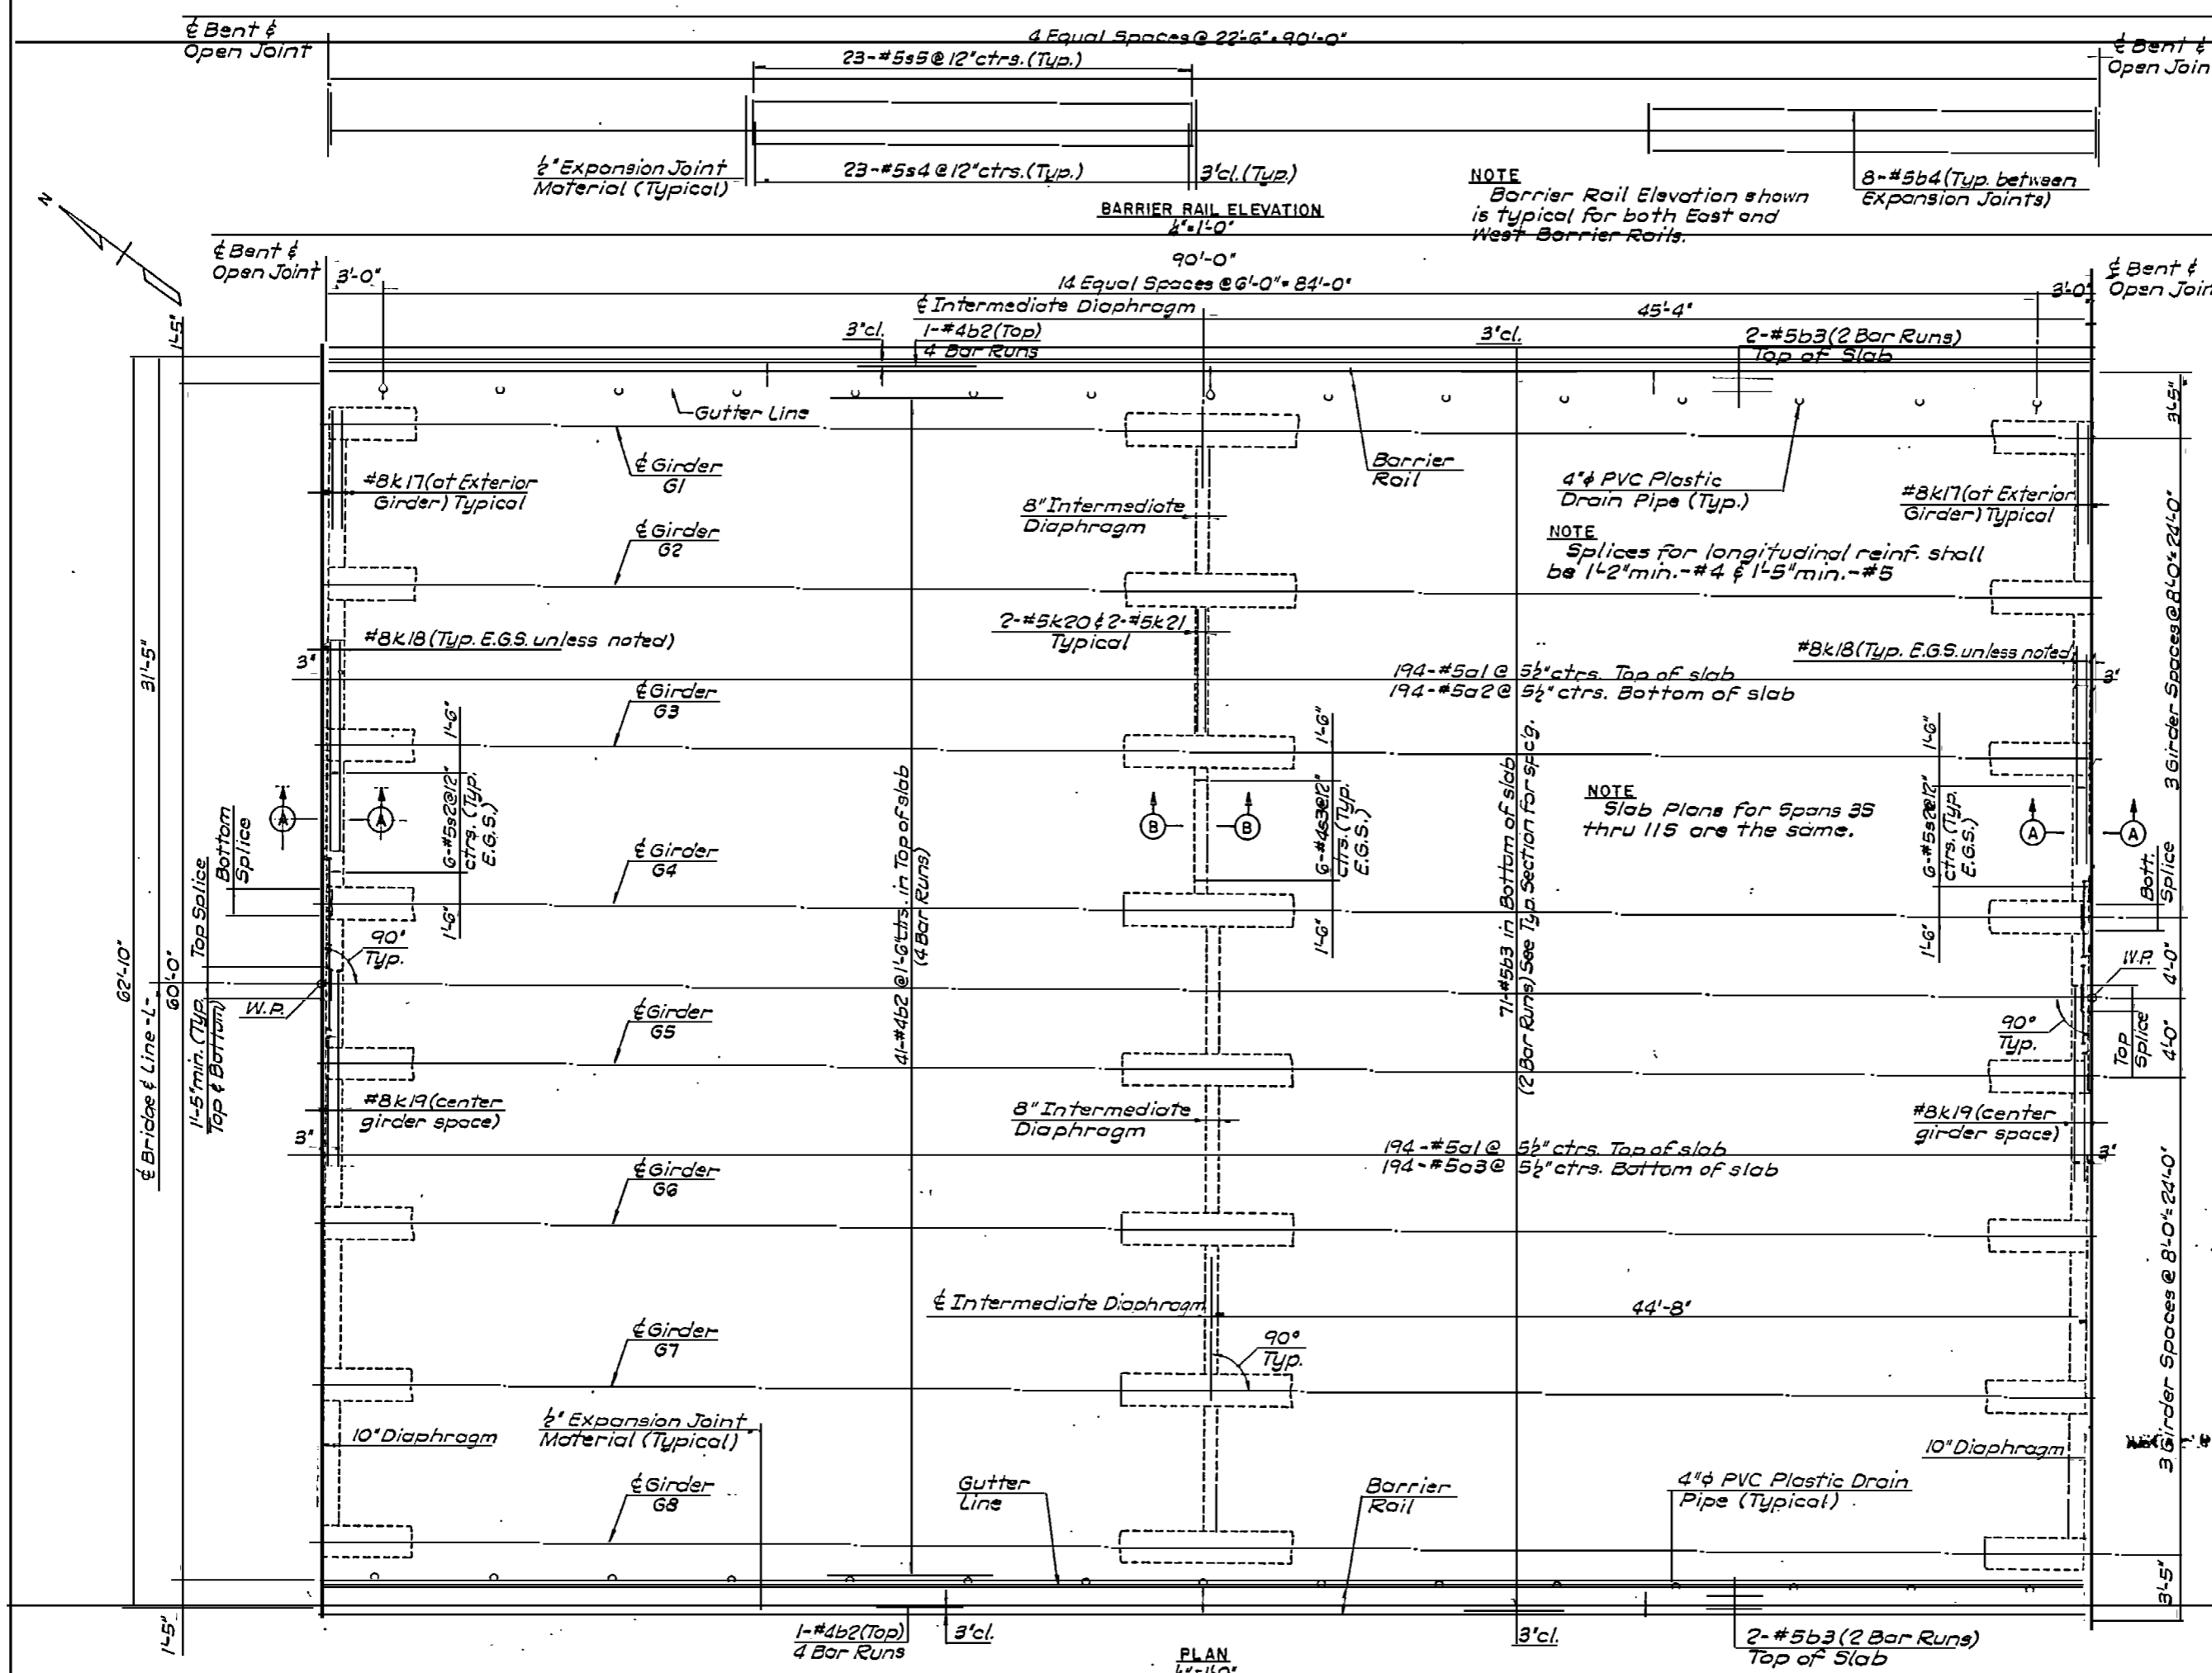 ℄ Bent &
Open Joint
4 Equal Spaces @ 22'-6" = 90'-0"
℄ Bent &
Open Join
23-#5s5 @ 12" ctrs. (Typ.)
½" Expansion Joint
Material (Typical)
23-#5s4 @ 12" ctrs. (Typ.)
3"cl. (Typ.)
8-#5b4 (Typ. between
Expansion Joints)
BARRIER RAIL ELEVATION
¼"=1'-0"
NOTE
Barrier Rail Elevation shown
is typical for both East and
West Barrier Rails.
N
℄ Bent &
Open Joint
3'-0"
90'-0"
14 Equal Spaces @ 6'-0" = 84'-0"
3'-0"
℄ Bent &
Open Join
℄ Intermediate Diaphragm
45'-4"
3"cl.
1-#4b2 (Top)
4 Bar Runs
3"cl.
2-#5b3 (2 Bar Runs)
Top of Slab
1'-5"
Gutter Line
3'-5"
℄ Girder
G1
Barrier
Rail
4"φ PVC Plastic
Drain Pipe (Typ.)
#8k17 (at Exterior
Girder) Typical
#8k17 (at Exterior
Girder) Typical
8" Intermediate
Diaphragm
℄ Girder
G2
NOTE
Splices for longitudinal reinf. shall
be 1'-2" min.-#4 & 1'-5" min.-#5
3 Girder Spaces @ 8'-0" = 24'-0"
#8k18 (Typ. E.G.S. unless noted)
3"
2-#5k20 & 2-#5k21
Typical
#8k18 (Typ. E.G.S. unless noted)
3"
194-#5a1 @ 5½" ctrs. Top of slab
194-#5a2 @ 5½" ctrs. Bottom of slab
31'-5"
℄ Girder
G3
1'-6"
6-#5s2@12"
ctrs. (Typ.
E.G.S.)
1'-6"
1'-6"
6-#4s3@12"
ctrs. (Typ.
E.G.S.)
1'-6"
1'-6"
6-#5s2@12"
ctrs. (Typ.
E.G.S.)
1'-6"
A
A
B
B
A
A
NOTE
Slab Plans for Spans 3S
thru 11S are the same.
℄ Girder
G4
Bottom
Splice
Top Splice
1'-5" min. (Typ.
Top & Bottom)
41-#4b2 @ 1'-6" ctrs. in Top of slab
(4 Bar Runs)
71-#5b3 in Bottom of slab
(2 Bar Runs) See Typ. Section for spc'g.
Bott.
Splice
90°
Typ.
W.P.
W.P.
4'-0"
4'-0"
90°
Typ.
Top
Splice
62'-10"
60'-0"
℄ Bridge & Line -L-
℄ Girder
G5
#8k19 (center
girder space)
3"
8" Intermediate
Diaphragm
#8k19 (center
girder space)
3"
194-#5a1 @ 5½" ctrs. Top of slab
194-#5a3 @ 5½" ctrs. Bottom of slab
℄ Girder
G6
3 Girder Spaces @ 8'-0" = 24'-0"
℄ Intermediate Diaphragm
44'-8"
℄ Girder
G7
90°
Typ.
10" Diaphragm
½" Expansion Joint
Material (Typical)
10" Diaphragm
℄ Girder
G8
Gutter
Line
Barrier
Rail
4"φ PVC Plastic Drain
Pipe (Typical)
3'-5"
1'-5"
1-#4b2 (Top)
4 Bar Runs
3"cl.
3"cl.
2-#5b3 (2 Bar Runs)
Top of Slab
PLAN
¼"=1'-0"